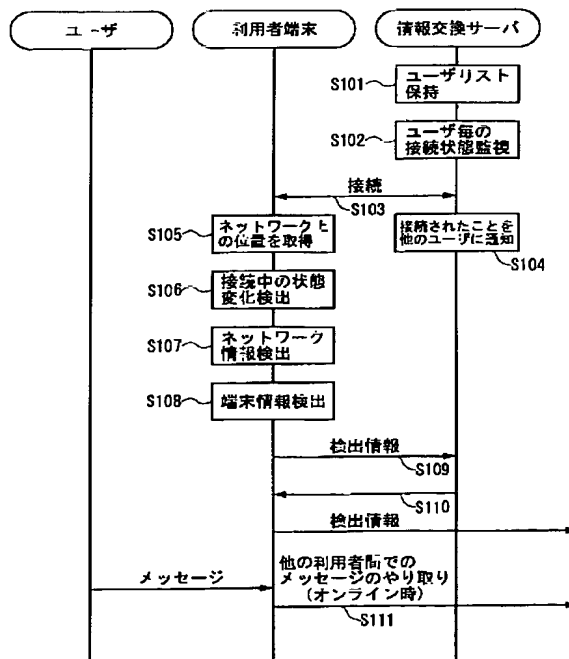 ユーザ
利用者端末
情報交換サーバ
S101
ユーザリスト
保持
S102
ユーザ毎の
接続状態監視
接続
S103
S105
ネットワーク上
の位置を取得
接続されたことを
他のユーザに通知
S104
S106
接続中の状態
変化検出
S107
ネットワーク
情報検出
S108
端末情報検出
検出情報
S109
S110
検出情報
他の利用者間での
メッセージのやり取り
(オンライン時)
メッセージ
S111